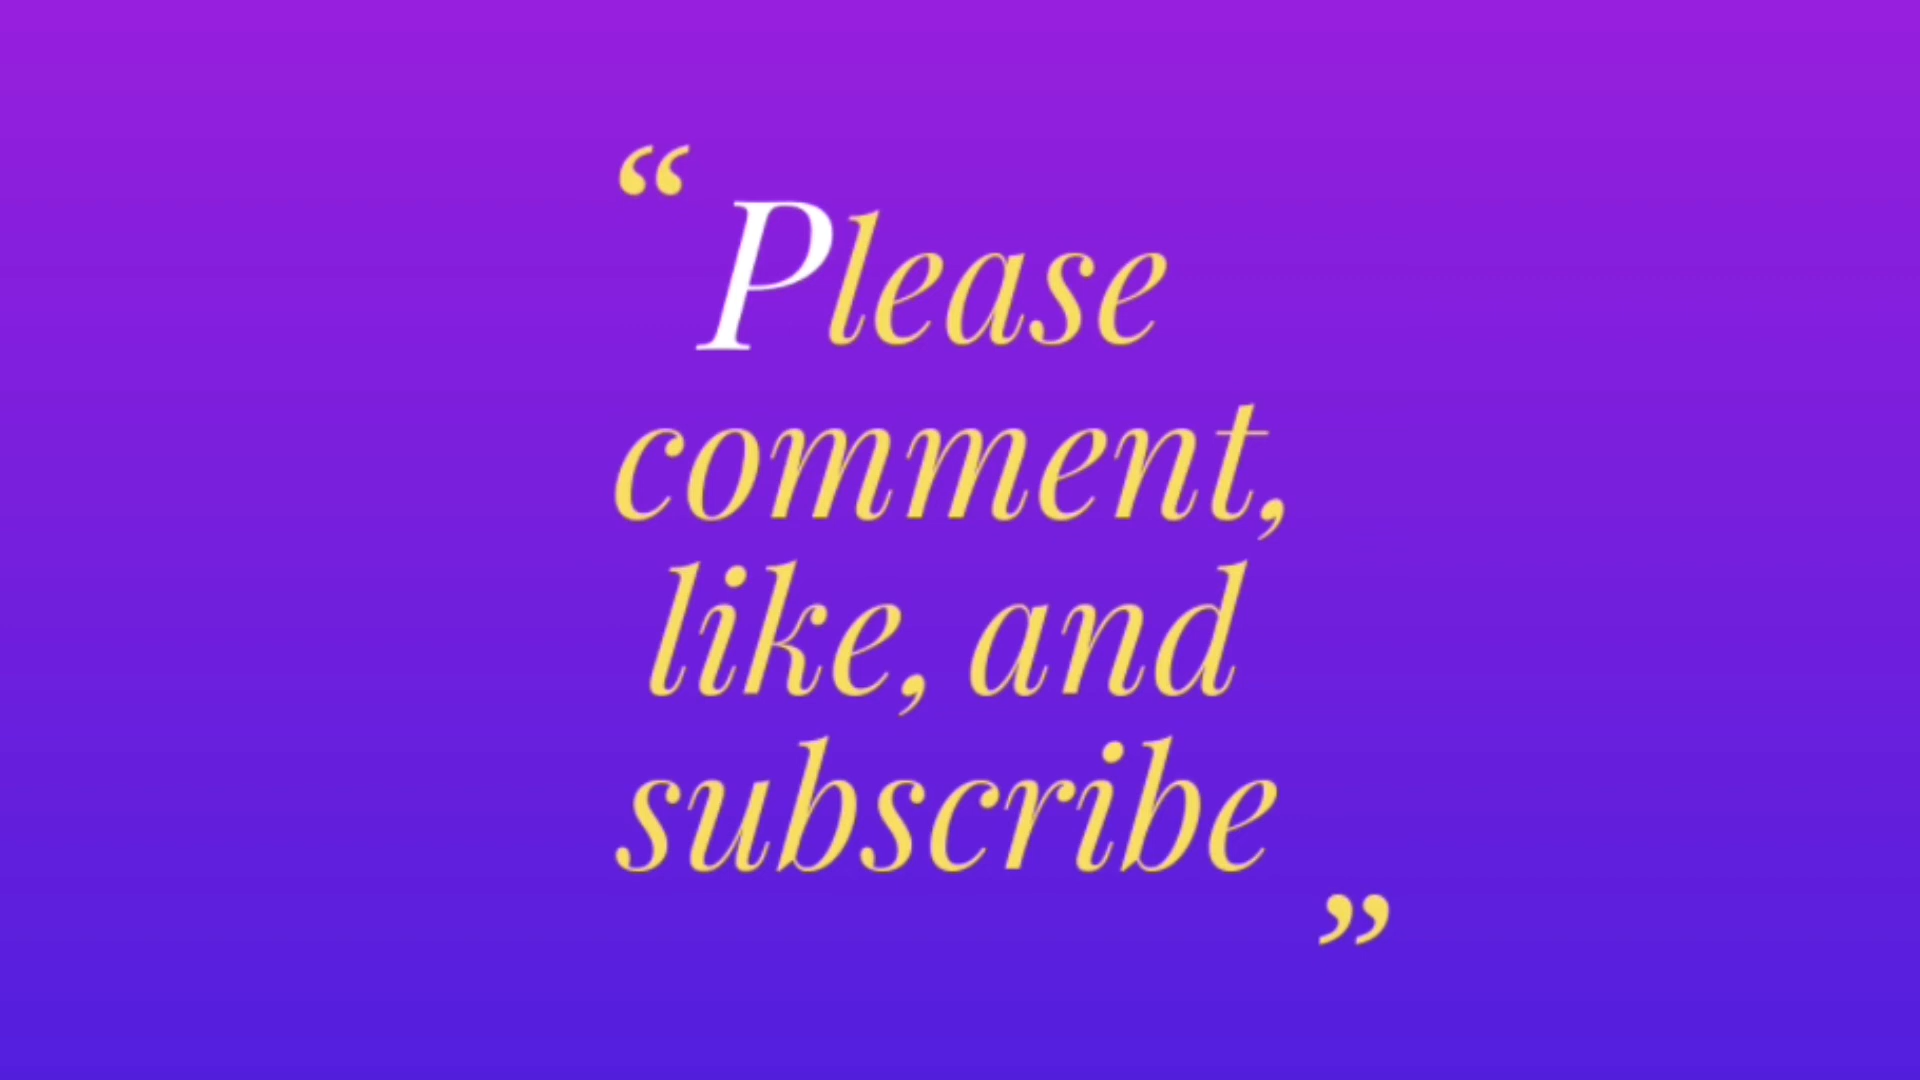 “Please
comment,
like, and
subscribe”